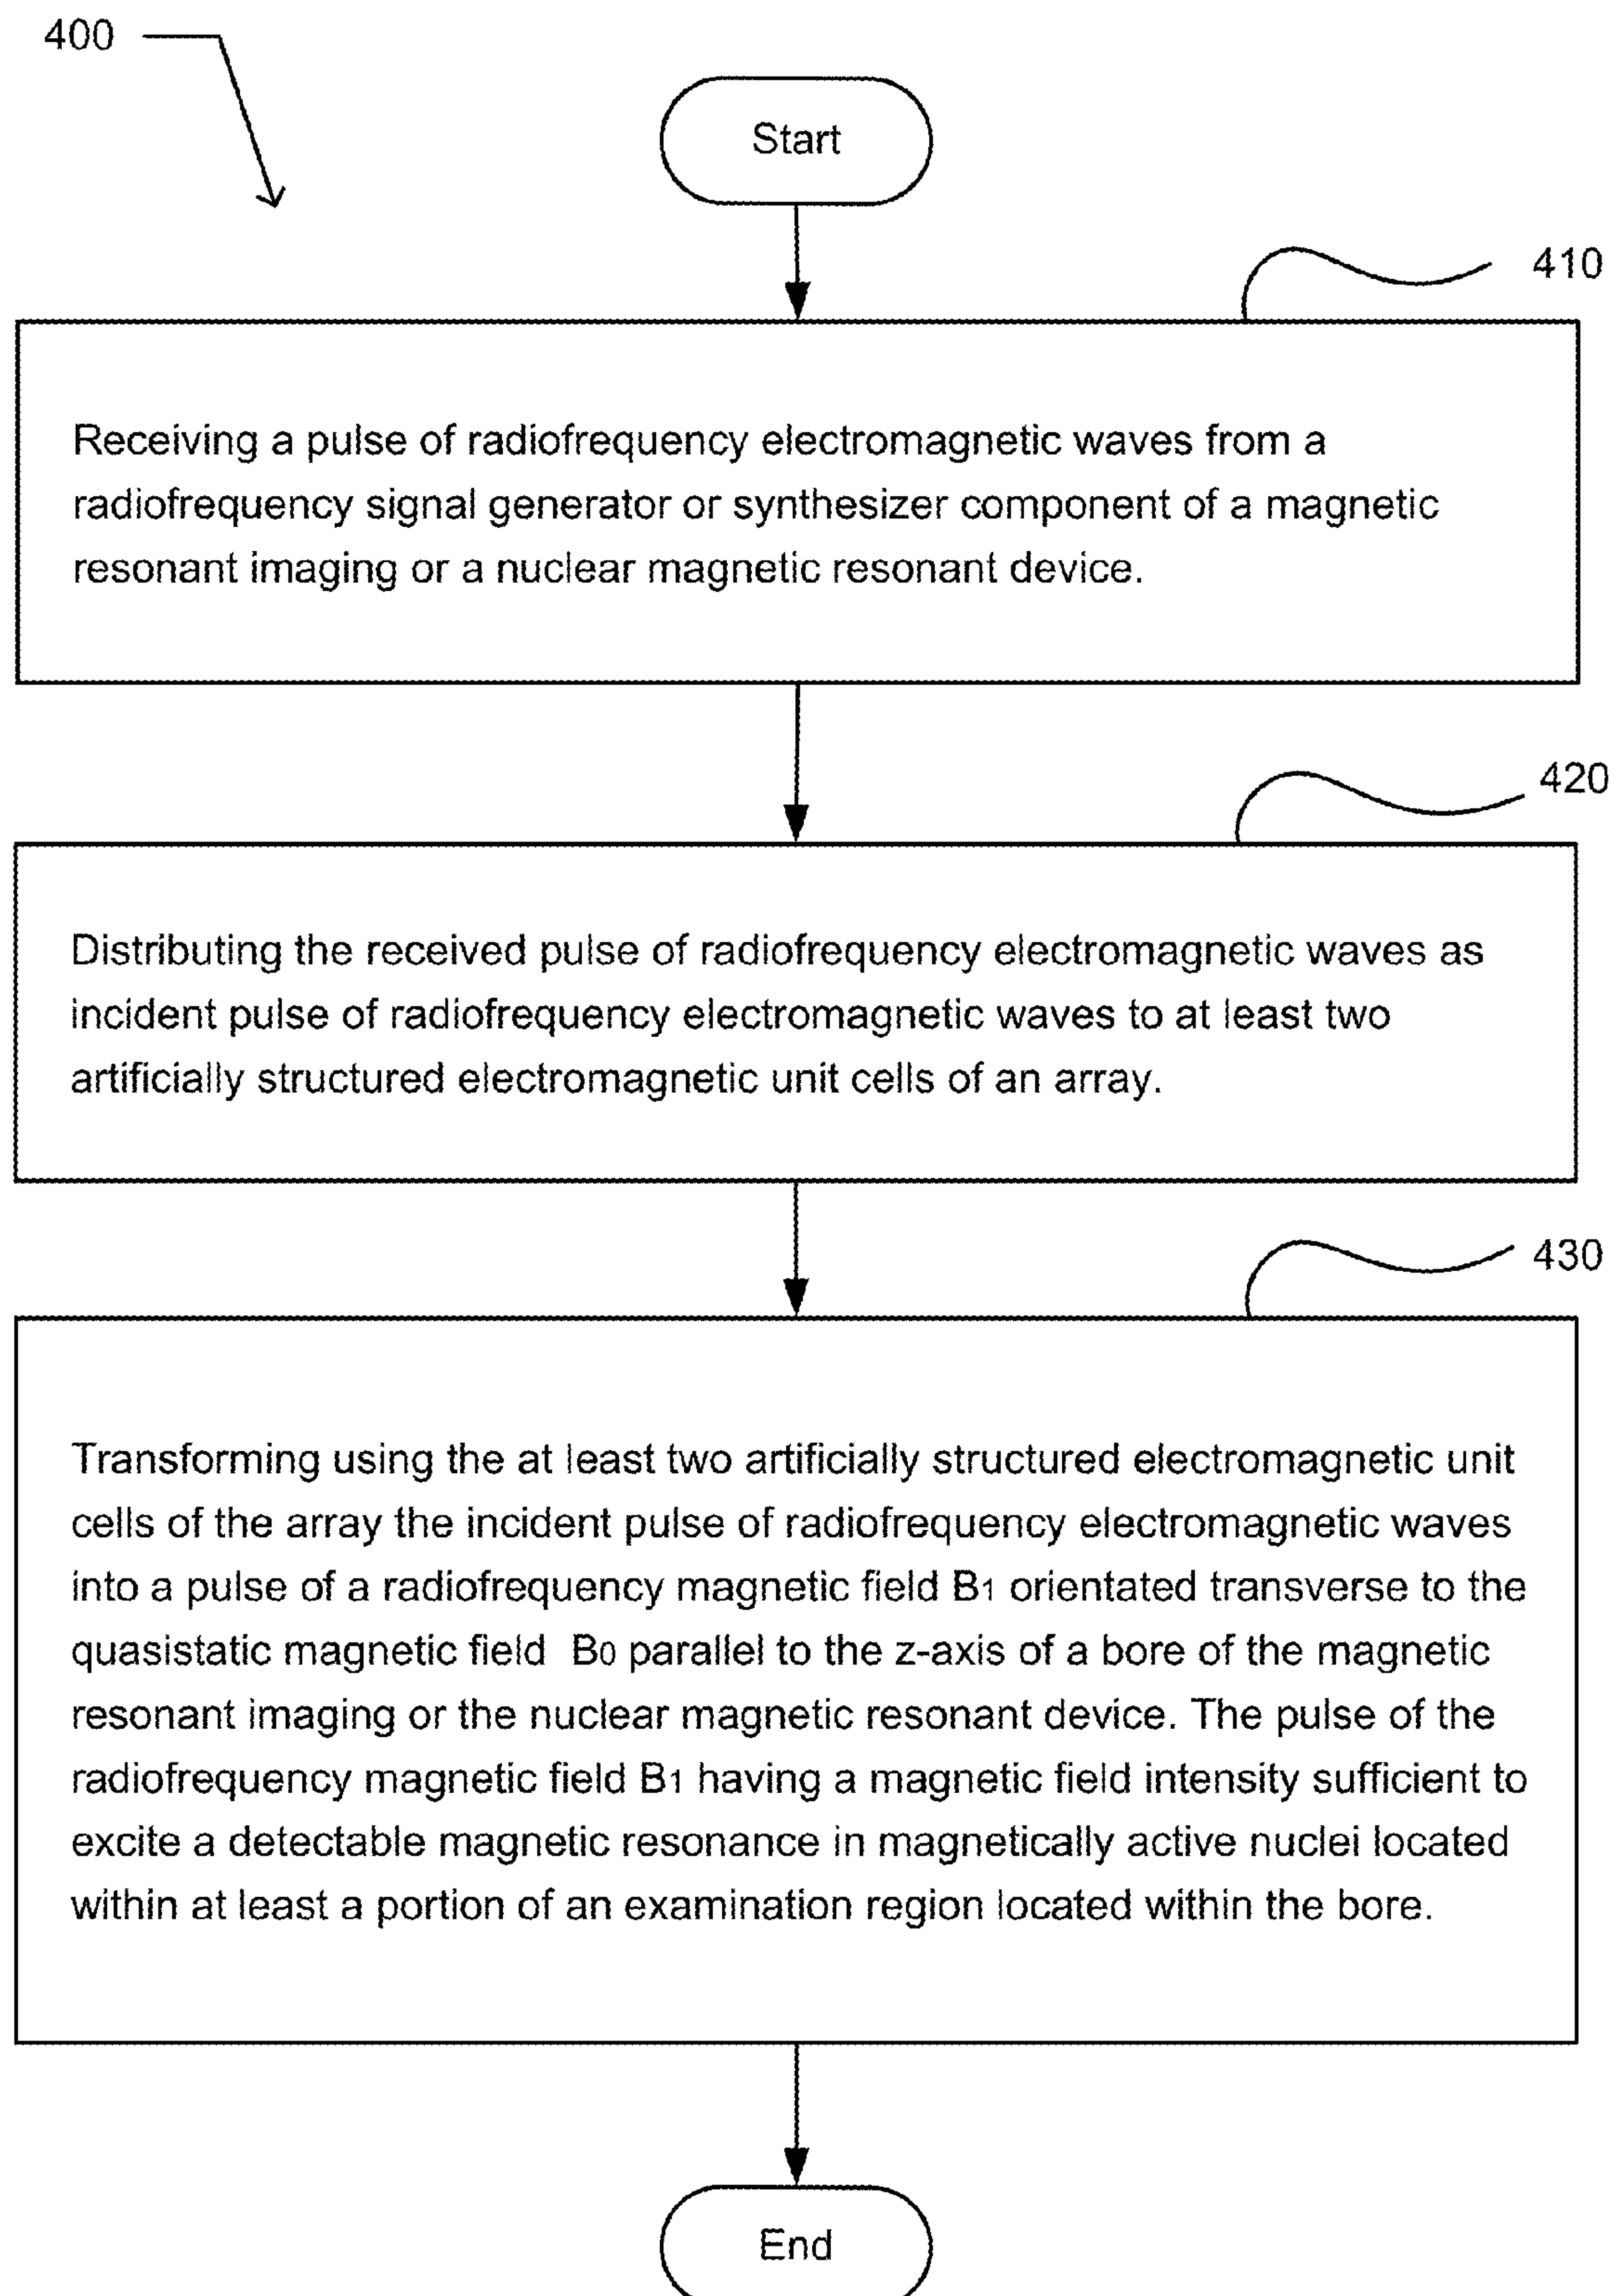 400
Start
410
Receiving a pulse of radiofrequency electromagnetic waves from a
radiofrequency signal generator or synthesizer component of a magnetic
resonant imaging or a nuclear magnetic resonant device.
420
Distributing the received pulse of radiofrequency electromagnetic waves as
incident pulse of radiofrequency electromagnetic waves to at least two
artificially structured electromagnetic unit cells of an array.
430
Transforming using the at least two artificially structured electromagnetic unit
cells of the array the incident pulse of radiofrequency electromagnetic waves
into a pulse of a radiofrequency magnetic field B1 orientated transverse to the
quasistatic magnetic field B0 parallel to the z-axis of a bore of the magnetic
resonant imaging or the nuclear magnetic resonant device. The pulse of the
radiofrequency magnetic field B1 having a magnetic field intensity sufficient to
excite a detectable magnetic resonance in magnetically active nuclei located
within at least a portion of an examination region located within the bore.
End